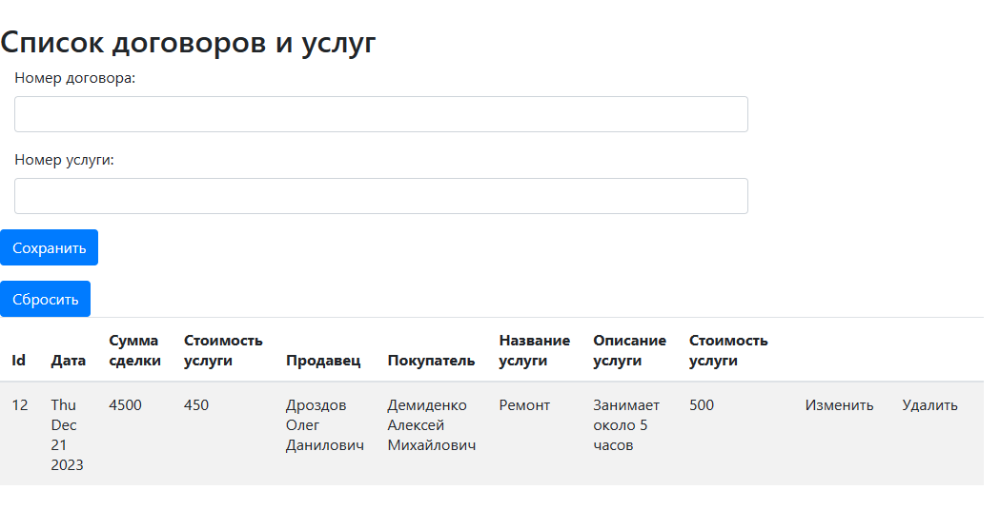 Список договоров и услуг
Номер договора:
Номер услуги:
Сохранить
Сбросить
Сумма Стоимость Название Описание Стоимость
Id Дата сделки услуги Продавец Покупатель услуги услуги услуги
12 Thu 4500 450 Дроздов Демиденко Ремонт Занимает 500 Изменить Удалить
Dec Олег Алексей около 5
21 Данилович Михайлович часов
2023